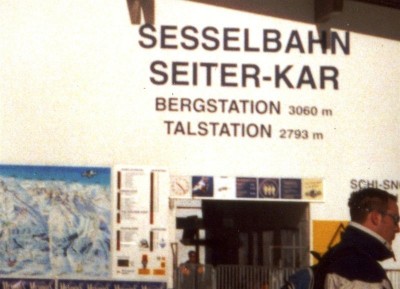 SESSELBAHN
SEITER-KAR
BERGSTATION 3060 m
TALSTATION 2793 m